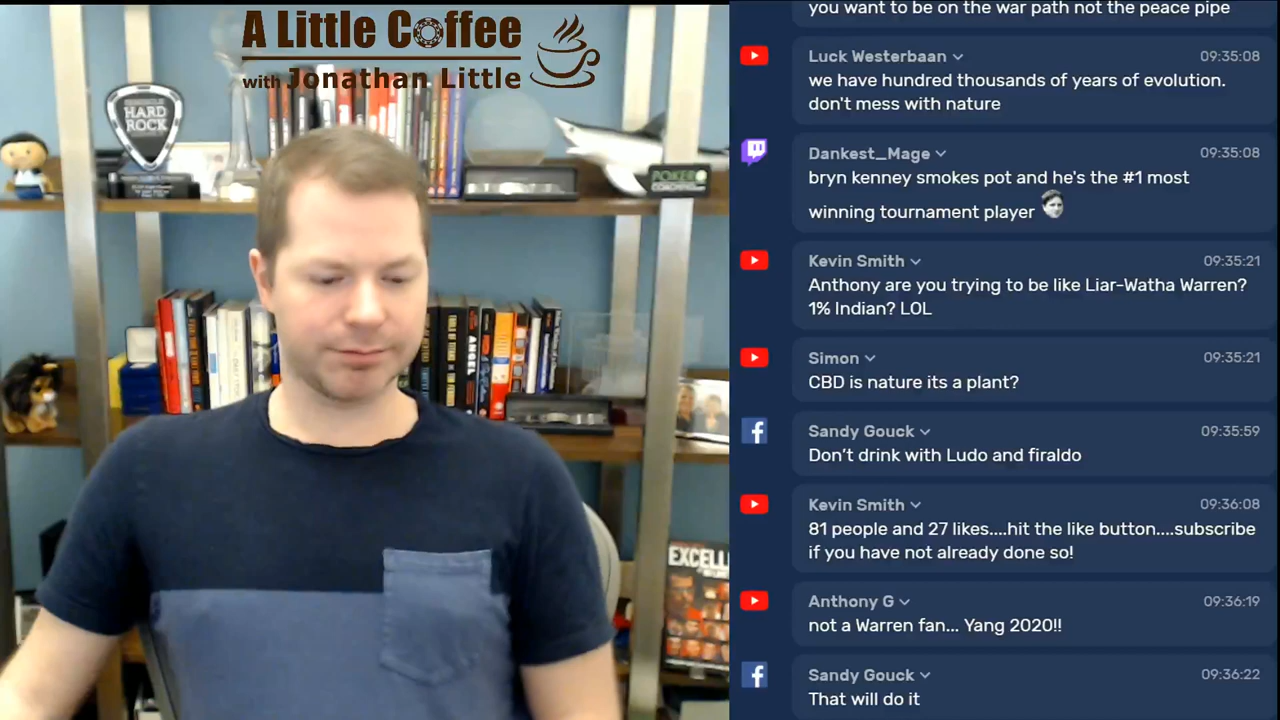 A Little Coffee
with Jonathan Little
HARD
ROCK
POKER
COACHING
ANGEL
EXCELL
you want to be on the war path not the peace pipe
Luck Westerbaan
09:35:08
we have hundred thousands of years of evolution.
don't mess with nature
Dankest_Mage
09:35:08
bryn kenney smokes pot and he's the #1 most
winning tournament player
Kevin Smith
09:35:21
Anthony are you trying to be like Liar-Watha Warren?
1% Indian? LOL
Simon
09:35:21
CBD is nature its a plant?
Sandy Gouck
09:35:59
Don’t drink with Ludo and firaldo
Kevin Smith
09:36:08
81 people and 27 likes....hit the like button....subscribe
if you have not already done so!
Anthony G
09:36:19
not a Warren fan... Yang 2020!!
Sandy Gouck
09:36:22
That will do it